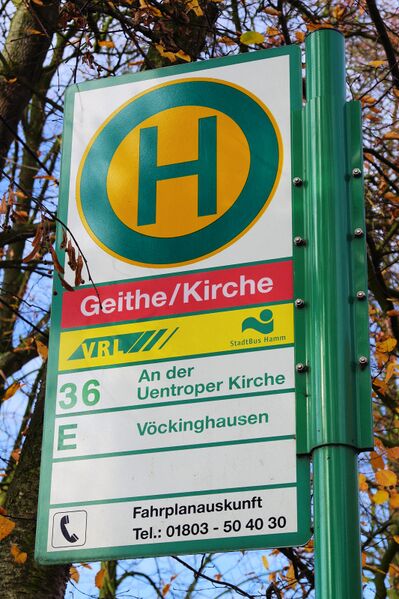 H
Geithe/Kirche
VRL
StadtBus Hamm
36 An der
Uentroper Kirche
E Vöckinghausen
Fahrplanauskunft
Tel.: 01803 - 50 40 30